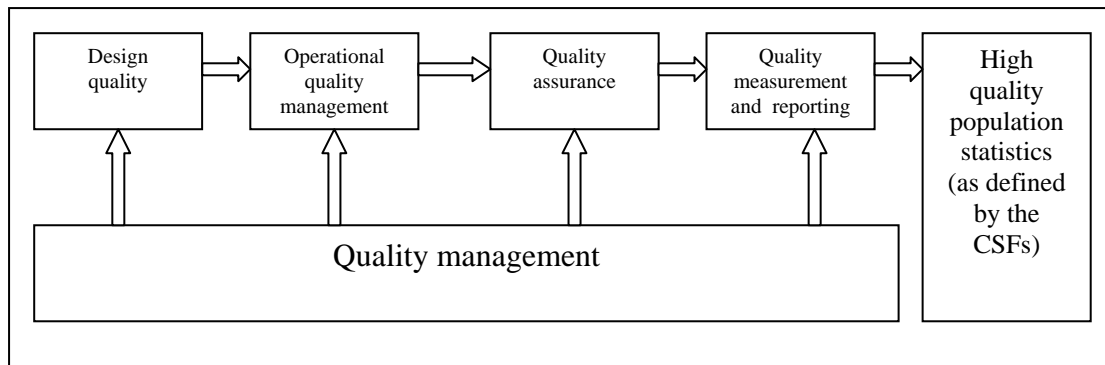 Design
quality
Operational
quality
management
Quality
assurance
Quality
measurement
and reporting
High
quality
population
statistics
(as defined
by the
CSFs)
Quality management